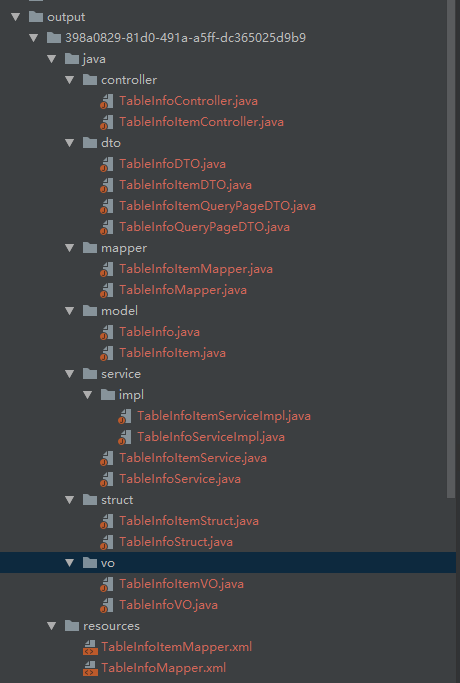 output
398a0829-81d0-491a-a5ff-dc365025d9b9
java
controller
TableInfoController.java
TableInfoItemController.java
dto
TableInfoDTO.java
TableInfoItemDTO.java
TableInfoItemQueryPageDTO.java
TableInfoQueryPageDTO.java
mapper
TableInfoItemMapper.java
TableInfoMapper.java
model
TableInfo.java
TableInfoItem.java
service
impl
TableInfoItemServiceImpl.java
TableInfoServiceImpl.java
TableInfoItemService.java
TableInfoService.java
struct
TableInfoItemStruct.java
TableInfoStruct.java
vo
TableInfoItemVO.java
TableInfoVO.java
resources
TableInfoItemMapper.xml
TableInfoMapper.xml